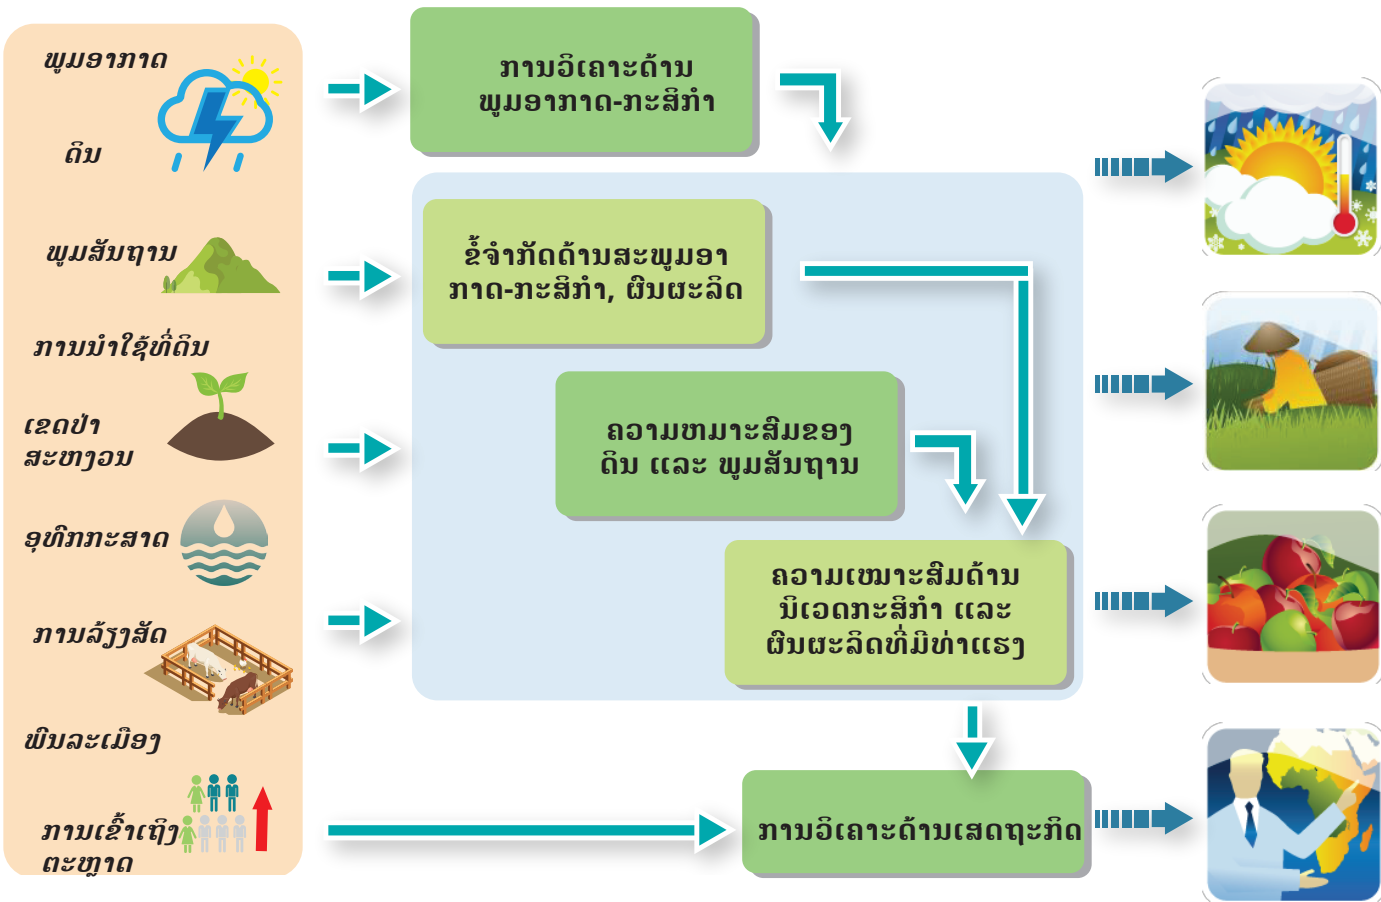 ພູມອາກາດ
ດິນ
ພູມສັນຖານ
ການນຳໃຊ້ທີ່ດິນ
ເຂດປ່າ
ສະຫງວນ
ອຸທົກກະສາດ
ການລ້ຽງສັດ
ພົນລະເມືອງ
ການເຂົ້າເຖິງ
ຕະຫຼາດ
ການວິເຄາະດ້ານ
ພູມອາກາດ-ກະສິກຳ
ຂໍ້ຈຳກັດດ້ານສະພູມອາ
ກາດ-ກະສິກຳ, ຜົນຜະລິດ
ຄວາມຫມາະສົມຂອງ
ດິນ ແລະ ພູມສັນຖານ
ຄວາມເໝາະສົມດ້ານ
ນິເວດກະສິກຳ ແລະ
ຜົນຜະລິດທີ່ມີທ່າແຮງ
ການວິເຄາະດ້ານເສດຖະກິດ